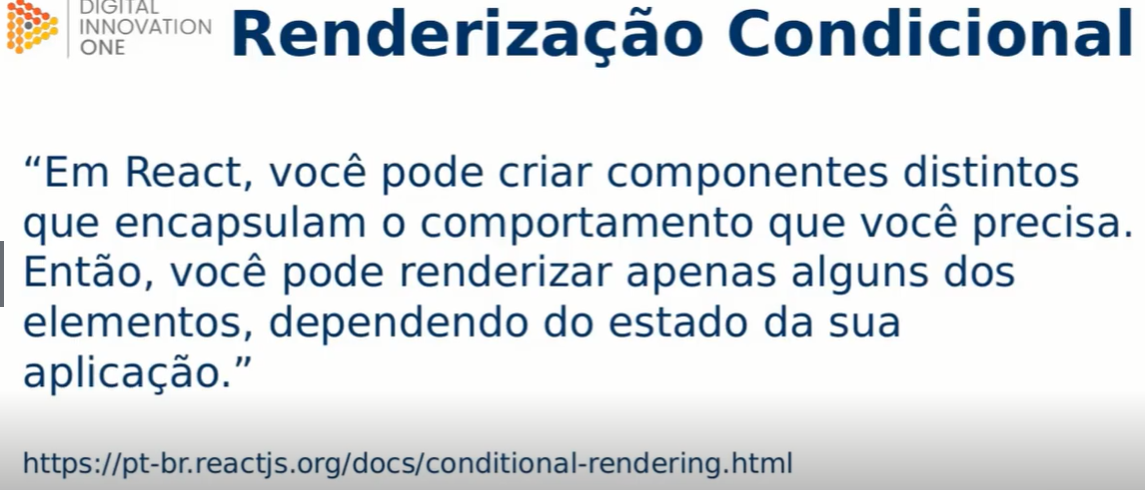 DIGITAL
INNOVATION
ONE
Renderização Condicional
“Em React, você pode criar componentes distintos
que encapsulam o comportamento que você precisa.
Então, você pode renderizar apenas alguns dos
elementos, dependendo do estado da sua
aplicação.”
https://pt-br.reactjs.org/docs/conditional-rendering.html